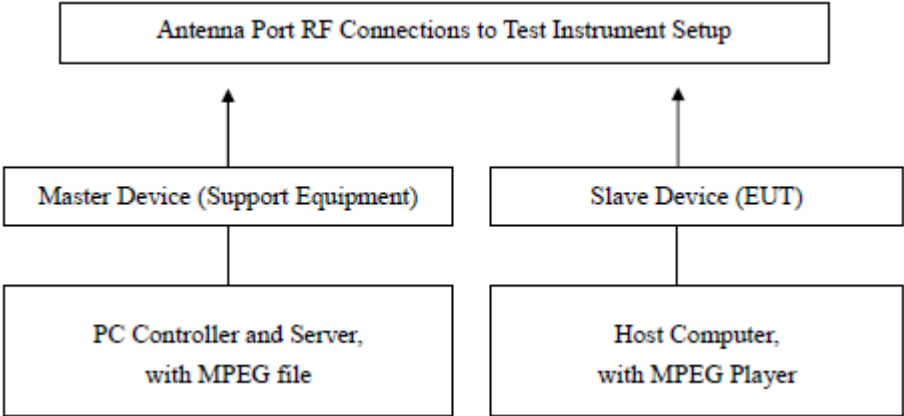 Antenna Port RF Connections to Test Instrument Setup
Master Device (Support Equipment)
Slave Device (EUT)
PC Controller and Server,
with MPEG file
Host Computer,
with MPEG Player